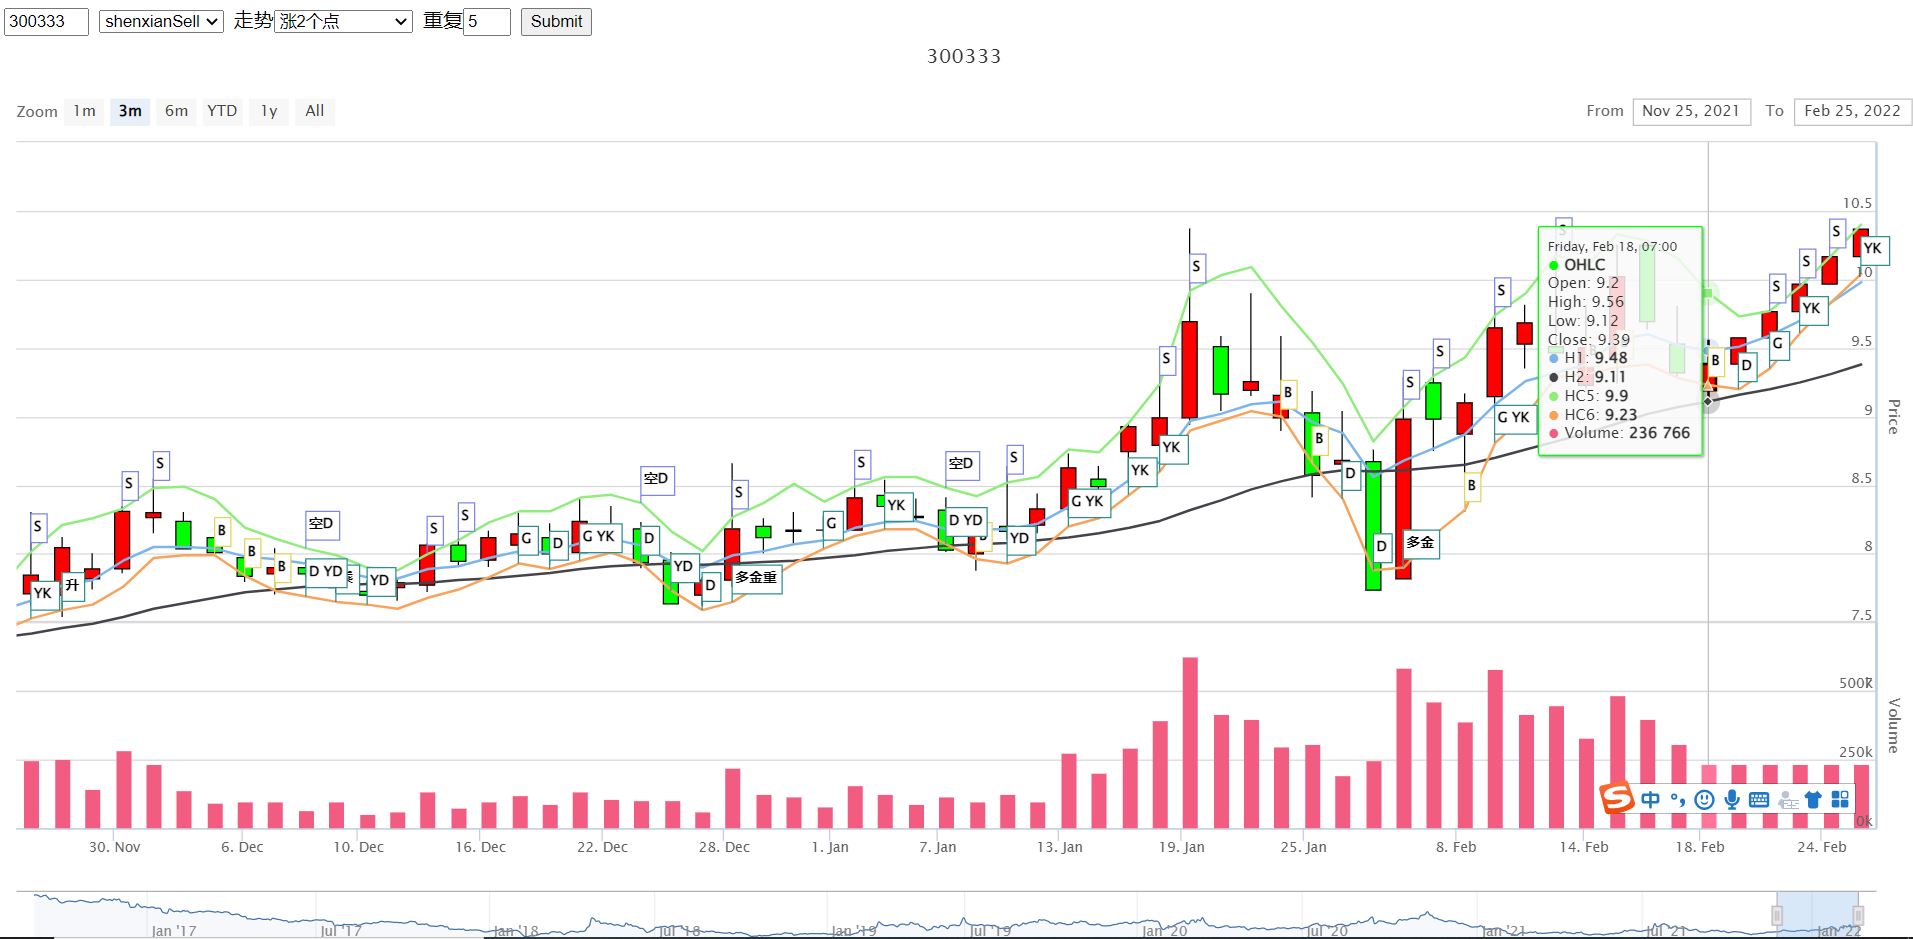 300333 shenxianSell 走势 涨2个点 重复 5 Submit
300333
Zoom 1m 3m 6m YTD 1y All From Nov 25, 2021 To Feb 25, 2022
10.5
10
9.5
9
8.5
8
7.5
Price
S
YK
升
S
S
B
B
B
空D
D YD
YD
S
S
G
D
G YK
空D
D
YD
D
S
多金重
G
S
YK
空D
D YD
S
YD
G YK
YK
S
YK
S
B
B
D
D
S
多金
S
B
S
G YK
S
Friday, Feb 18, 07:00
OHLC
Open: 9.2
High: 9.56
Low: 9.12
Close: 9.39
H1: 9.48
H2: 9.11
HC5: 9.9
HC6: 9.23
Volume: 236 766
B
D
S
G
S
YK
S
YK
500k
250k
0k
Volume
中
30. Nov 6. Dec 10. Dec 16. Dec 22. Dec 28. Dec 1. Jan 7. Jan 13. Jan 19. Jan 25. Jan 8. Feb 14. Feb 18. Feb 24. Feb
Jan '17 Jul '17 Jan '18 Jul '18 Jan '19 Jul '19 Jan '20 Jul '20 Jan '21 Jul '21 Jan '22